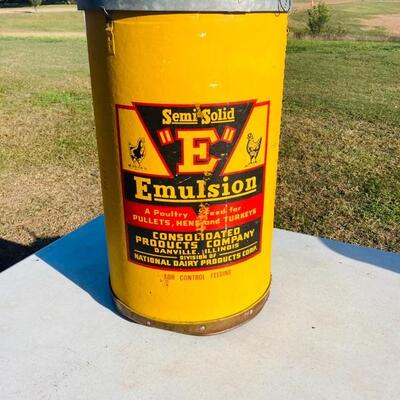 Semi Solid
"E"
Emulsion
A Poultry Feed for
PULLETS, HENS and TURKEYS
CONSOLIDATED
PRODUCTS COMPANY
DANVILLE, ILLINOIS
DIVISION OF
NATIONAL DAIRY PRODUCTS CORP.
FOR CONTROL FEEDING